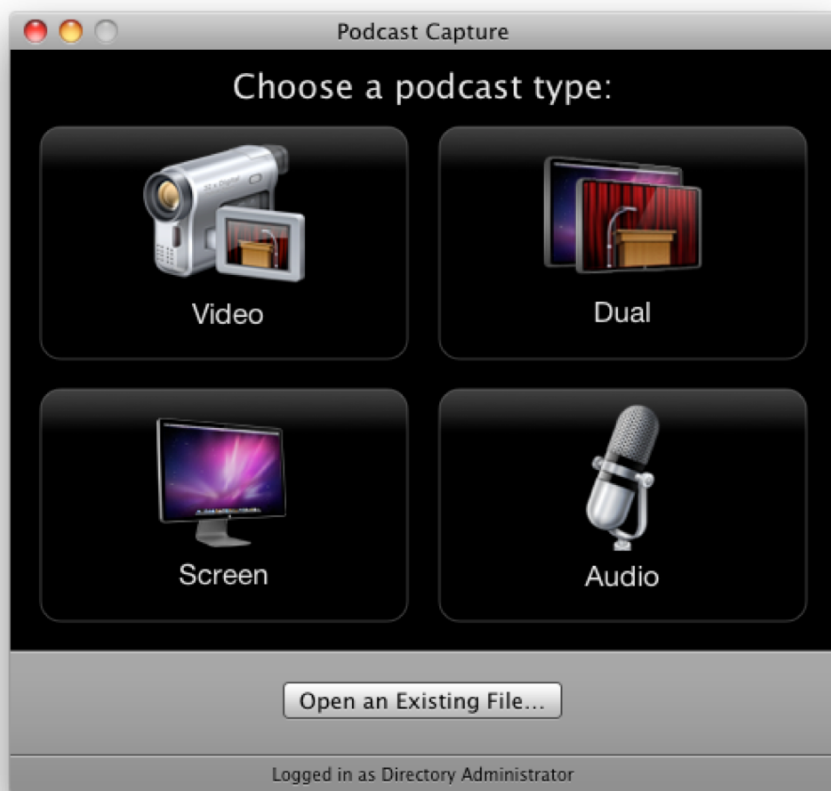 Podcast Capture
Choose a podcast type:
Video
Dual
Screen
Audio
Open an Existing File...
Logged in as Directory Administrator